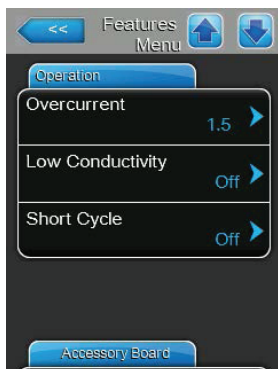 << Features
Menu
Operation
Overcurrent
1.5
Low Conductivity
Off
Short Cycle
Off
Accessory Board